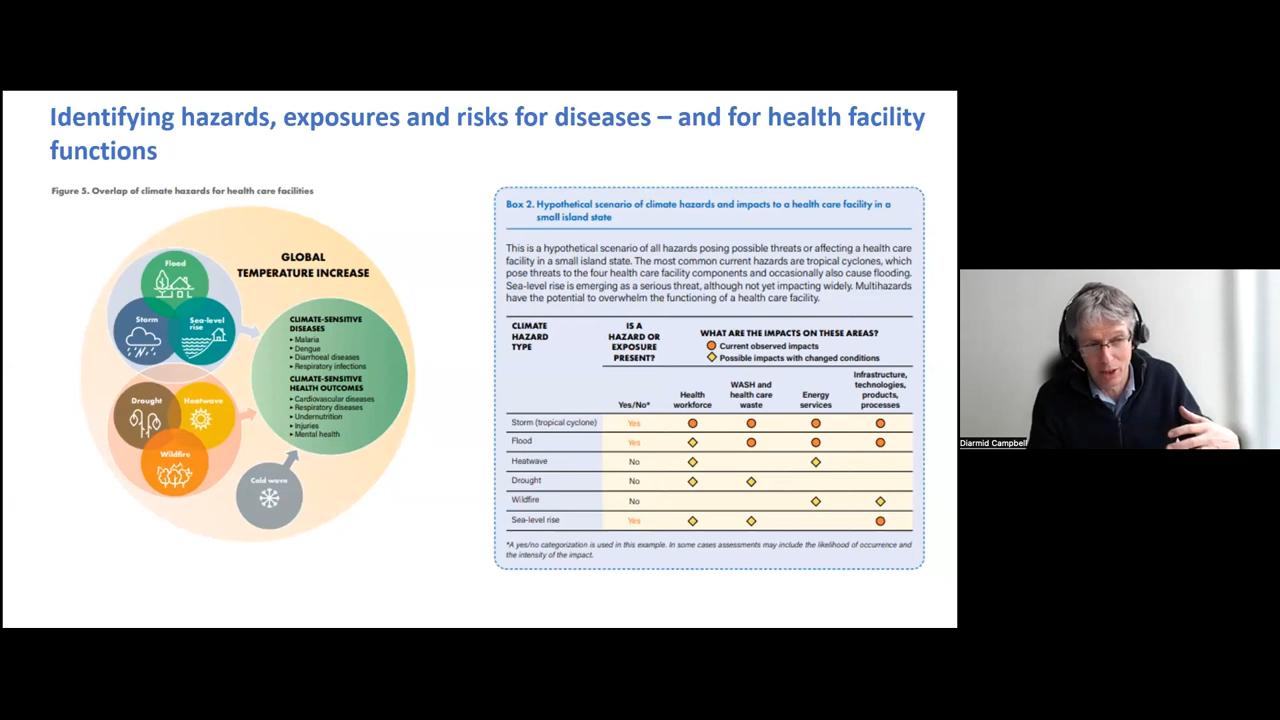 Identifying hazards, exposures and risks for diseases – and for health facility
functions
Figure 5. Overlap of climate hazards for health care facilities
GLOBAL
TEMPERATURE INCREASE
Flood
Storm
Sea-level
rise
Drought
Heatwave
Wildfire
Cold wave
CLIMATE-SENSITIVE
DISEASES
▸ Malaria
▸ Dengue
▸ Diarrhoeal diseases
▸ Respiratory infections
CLIMATE-SENSITIVE
HEALTH OUTCOMES
▸ Cardiovascular diseases
▸ Respiratory diseases
▸ Undernutrition
▸ Injuries
▸ Mental health
Box 2. Hypothetical scenario of climate hazards and impacts to a health care facility in a
small island state
This is a hypothetical scenario of all hazards posing possible threats or affecting a health care
facility in a small island state. The most common current hazards are tropical cyclones, which
pose threats to the four health care facility components and occasionally also cause flooding.
Sea-level rise is emerging as a serious threat, although not yet impacting widely. Multihazards
have the potential to overwhelm the functioning of a health care facility.
CLIMATE
HAZARD
TYPE
IS A
HAZARD OR
EXPOSURE
PRESENT?
WHAT ARE THE IMPACTS ON THESE AREAS?
Current observed impacts
Possible impacts with changed conditions
Yes/No*
Health
workforce
WASH and
health care
waste
Energy
services
Infrastructure,
technologies,
products,
processes
Storm (tropical cyclone) Yes
Flood Yes
Heatwave No
Drought No
Wildfire No
Sea-level rise Yes
*A yes/no categorization is used in this example. In some cases assessments may include the likelihood of occurrence and
the intensity of the impact.
Diarmid Campbell